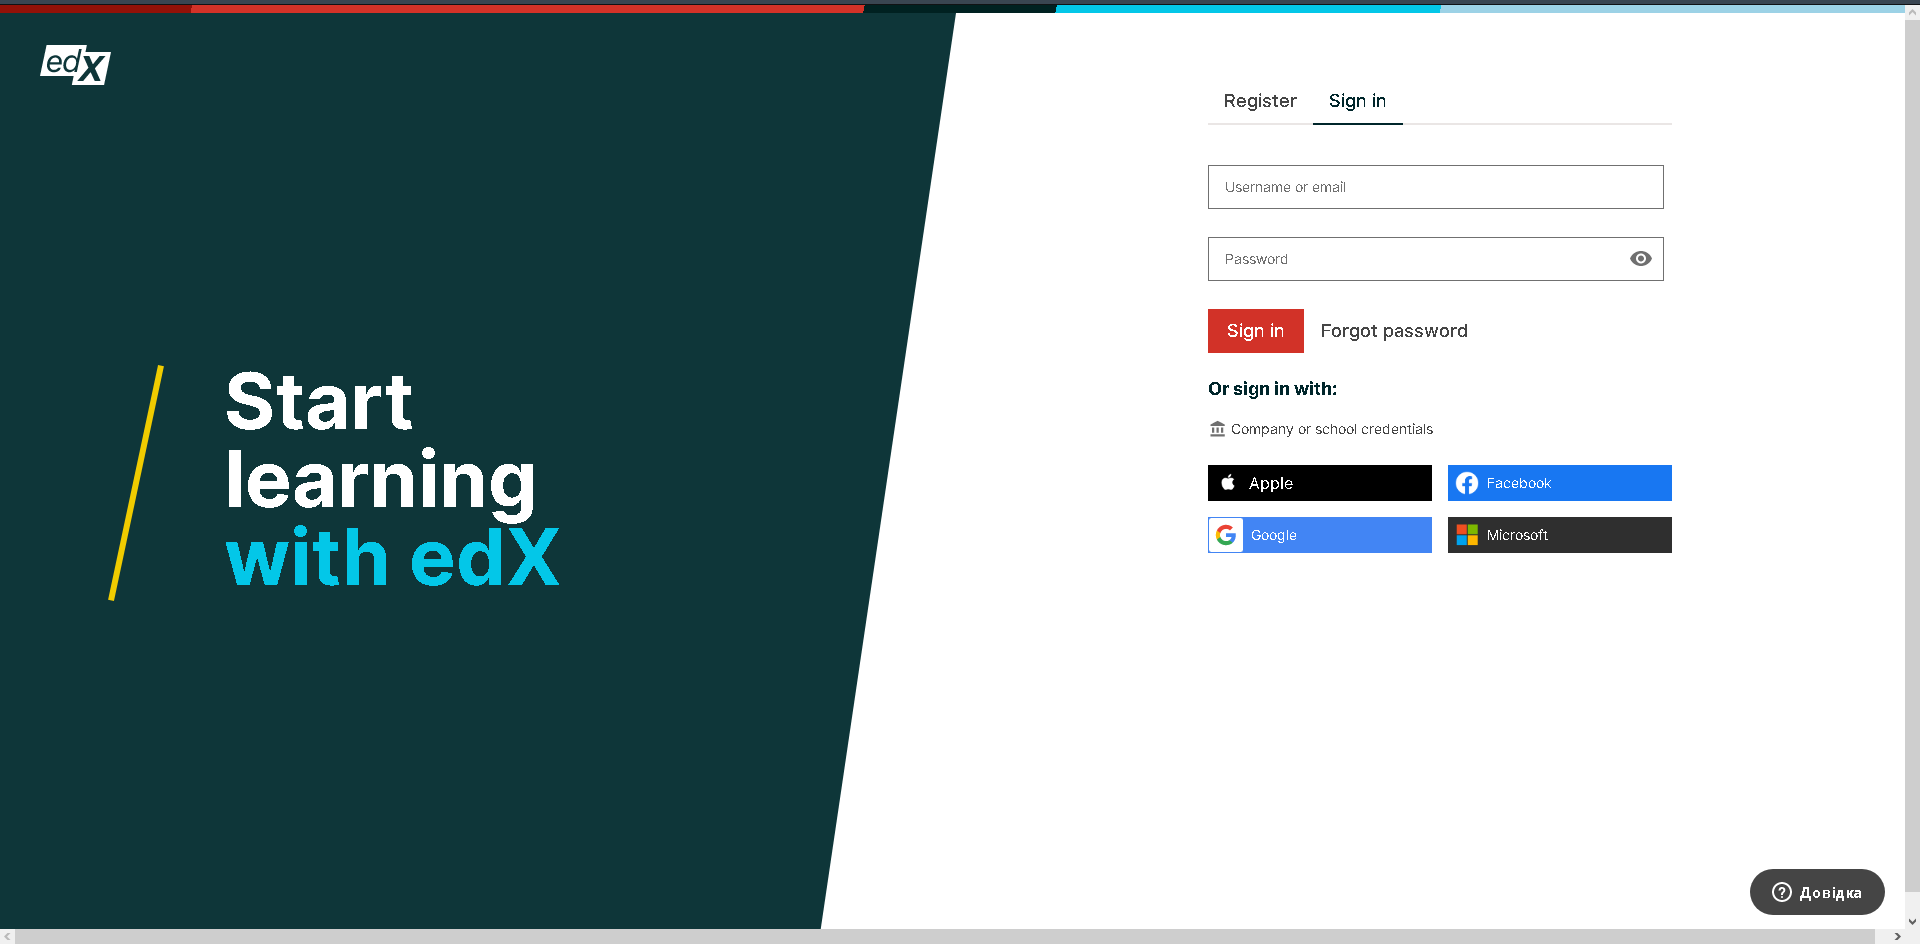 edX
Register Sign in
Username or email
Password
Sign in Forgot password
Or sign in with:
Company or school credentials
Apple Facebook
Google Microsoft
Start
learning
with edX
Довідка